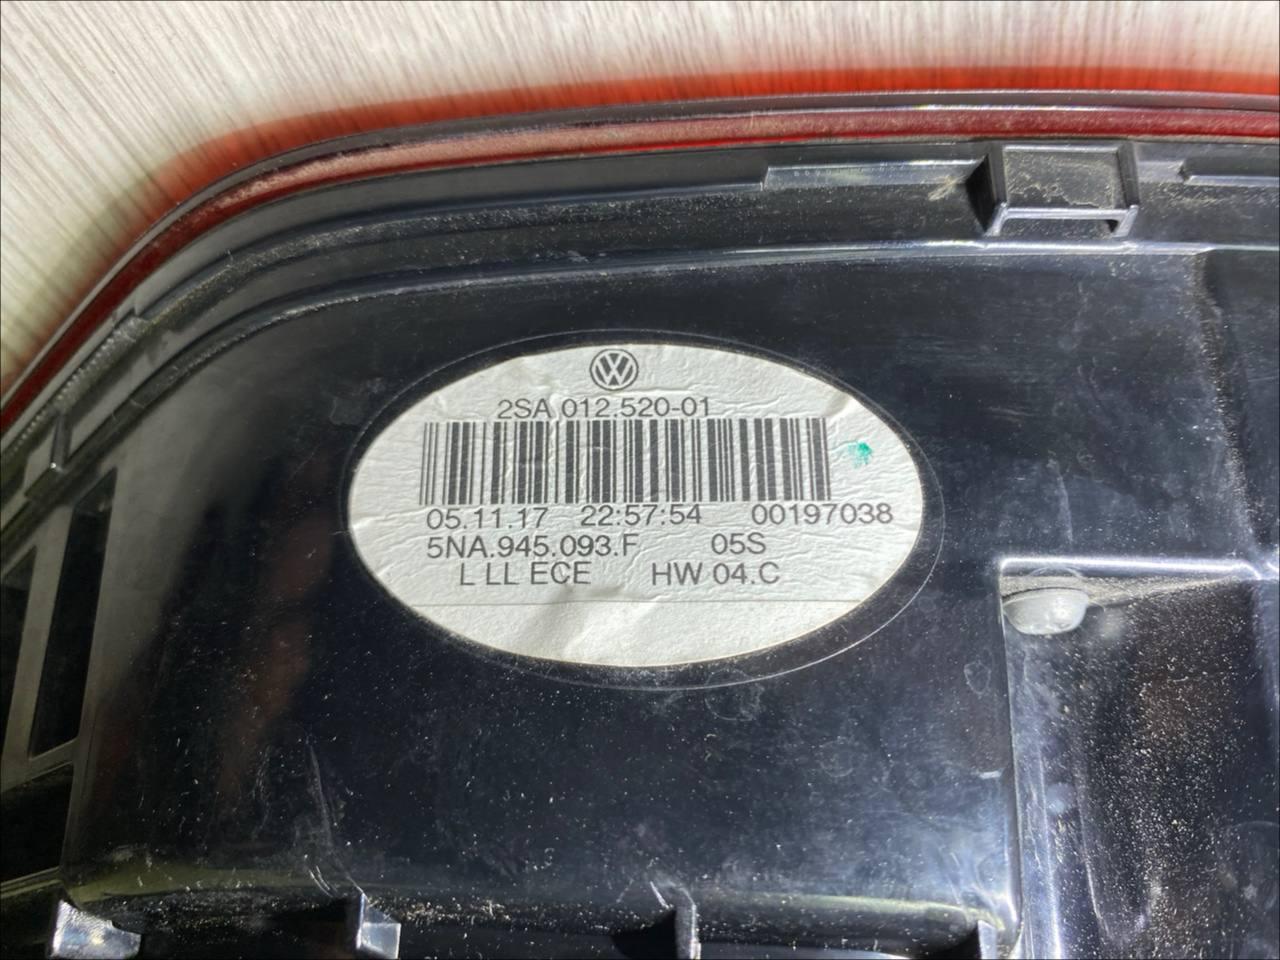 2SA 012.520-01
05.11.17 22:57:54 00197038
5NA.945.093.F 05S
L LL ECE HW 04.C